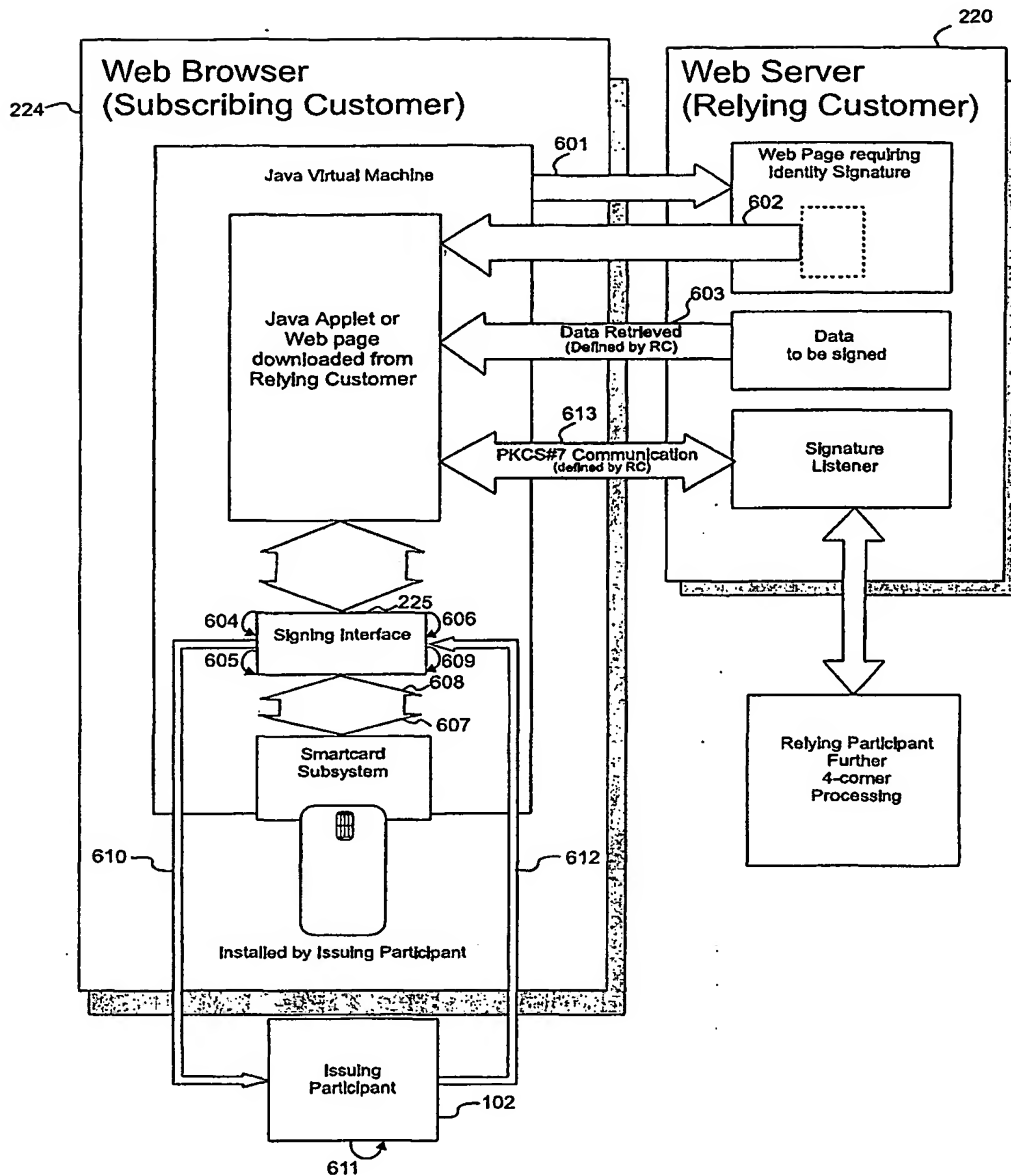 220
Web Browser
(Subscribing Customer)
Web Server
(Relying Customer)
224
601
Java Virtual Machine
Web Page requiring
Identity Signature
602
603
Java Applet or
Web page
downloaded from
Relying Customer
Data Retrieved
(Defined by RC)
Data
to be signed
613
PKCS#7 Communication
(defined by RC)
Signature
Listener
225
604
606
Signing Interface
605
609
608
607
Smartcard
Subsystem
Relying Participant
Further
4-corner
Processing
610
612
Installed by Issuing Participant
Issuing
Participant
102
611